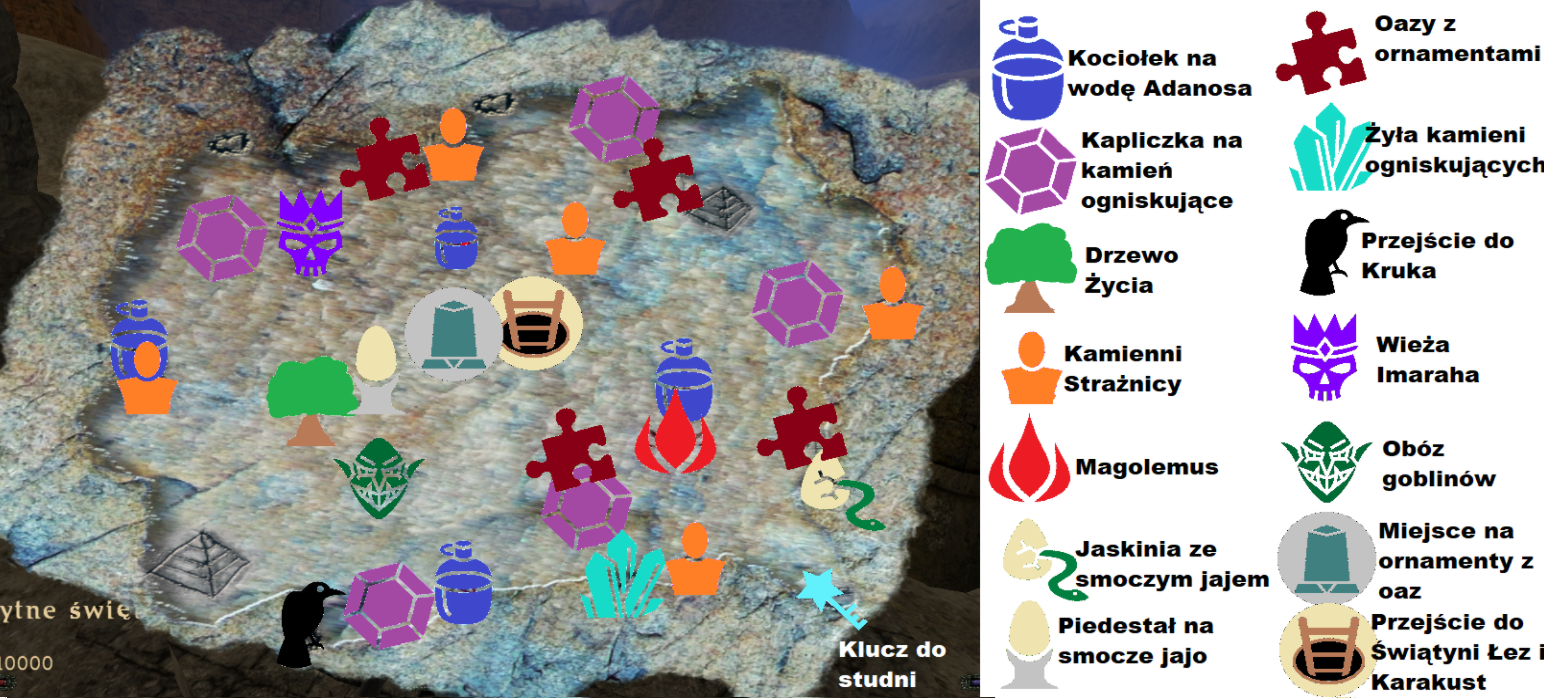 Kociołek na
wodę Adanosa
Kapliczka na
kamień
ogniskujące
Drzewo
Życia
Kamienni
Strażnicy
Magolemus
Jaskinia ze
smoczym jajem
Piedestał na
smocze jajo
Oazy z
ornamentami
Żyła kamieni
ogniskujących
Przejście do
Kruka
Wieża
Imaraha
Obóz
goblinów
Miejsce na
ornamenty z
oaz
Przejście do
Świątyni Łez i
Karakust
ytne świę
10000
Klucz do
studni